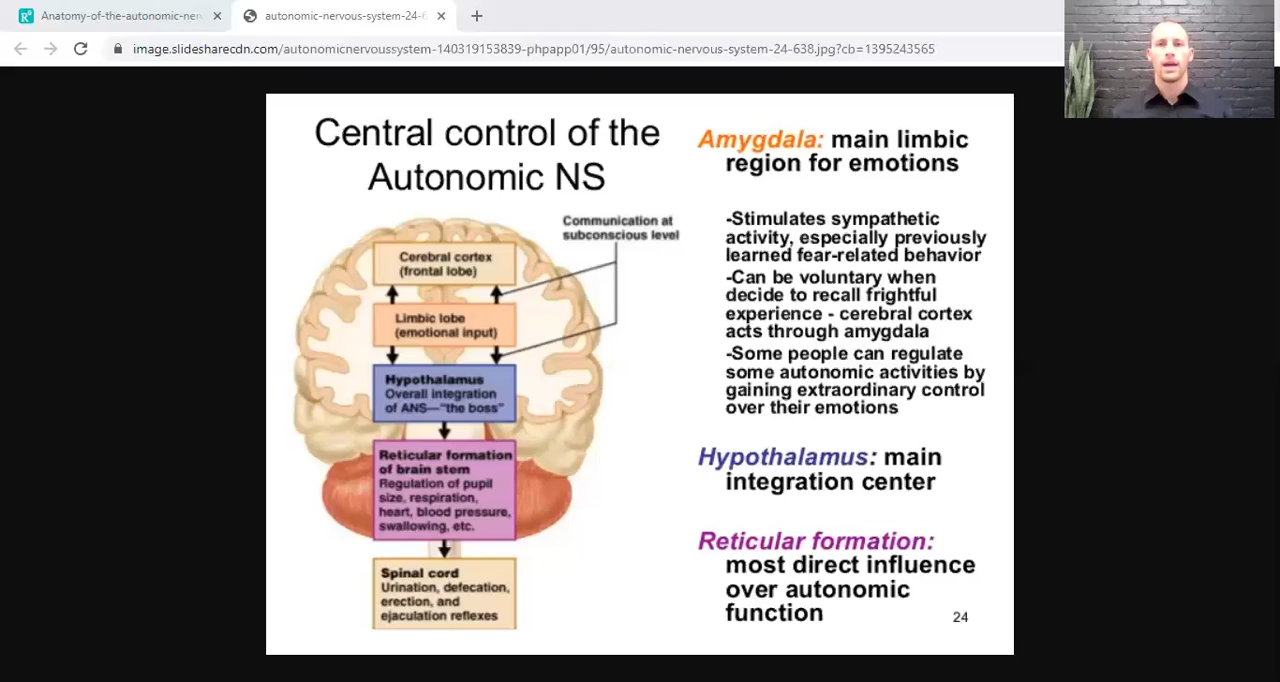 Anatomy-of-the-autonomic-ner
autonomic-nervous-system-24-6
image.slidesharecdn.com/autonomicnervoussystem-140319153839-phpapp01/95/autonomic-nervous-system-24-638.jpg?cb=1395243565
Central control of the
Autonomic NS
Communication at
subconscious level
Cerebral cortex
(frontal lobe)
Limbic lobe
(emotional input)
Hypothalamus
Overall integration
of ANS—“the boss”
Reticular formation
of brain stem
Regulation of pupil
size, respiration,
heart, blood pressure,
swallowing, etc.
Spinal cord
Urination, defecation,
erection, and
ejaculation reflexes
Amygdala: main limbic
region for emotions
-Stimulates sympathetic
activity, especially previously
learned fear-related behavior
-Can be voluntary when
decide to recall frightful
experience - cerebral cortex
acts through amygdala
-Some people can regulate
some autonomic activities by
gaining extraordinary control
over their emotions
Hypothalamus: main
integration center
Reticular formation:
most direct influence
over autonomic
function
24